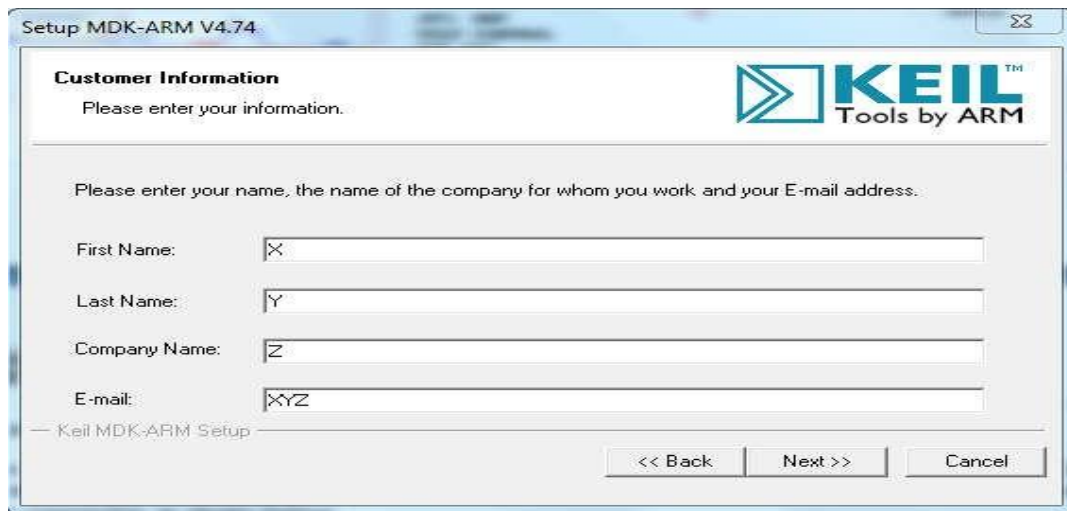 Setup MDK-ARM V4.74
Customer Information
Please enter your information.
KEIL™
Tools by ARM
Please enter your name, the name of the company for whom you work and your E-mail address.
First Name: X
Last Name: Y
Company Name: Z
E-mail: XYZ
Keil MDK-ARM Setup
<< Back Next >> Cancel